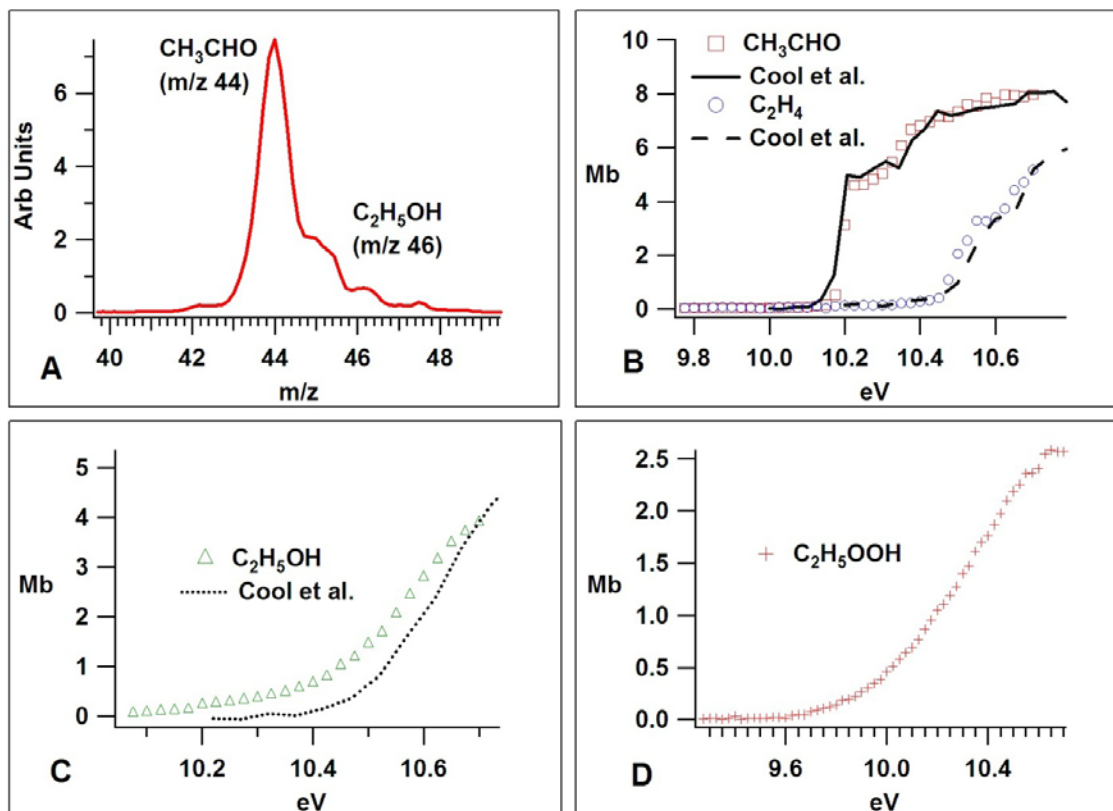 CH₃CHO
(m/z 44)
C₂H₅OH
(m/z 46)
Arb Units
6
4
2
0
40 42 44 46 48
m/z
A
CH₃CHO
Cool et al.
C₂H₄
Cool et al.
Mb
10
8
6
4
2
0
9.8 10.0 10.2 10.4 10.6
eV
B
C₂H₅OH
Cool et al.
Mb
5
4
3
2
1
0
10.2 10.4 10.6
eV
C
C₂H₅OOH
Mb
2.5
2.0
1.5
1.0
0.5
0.0
9.6 10.0 10.4
eV
D